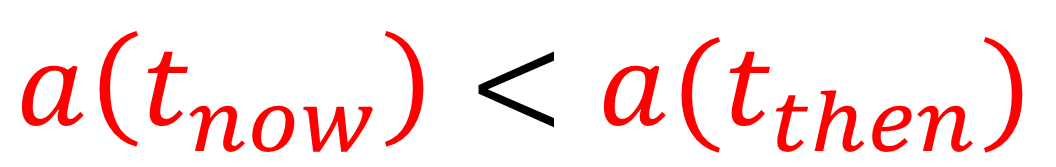 a(t_now) < a(t_then)